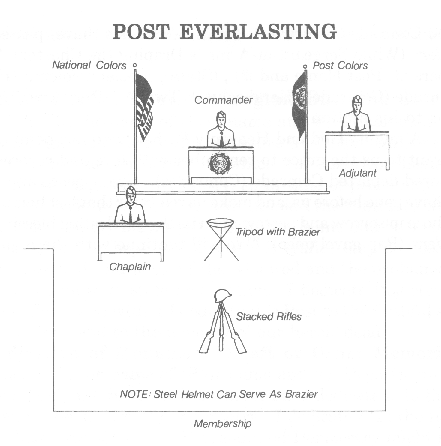 POST EVERLASTING
National Colors
Post Colors
Commander
Adjutant
Chaplain
Tripod with Brazier
Stacked Rifles
NOTE: Steel Helmet Can Serve As Brazier
Membership